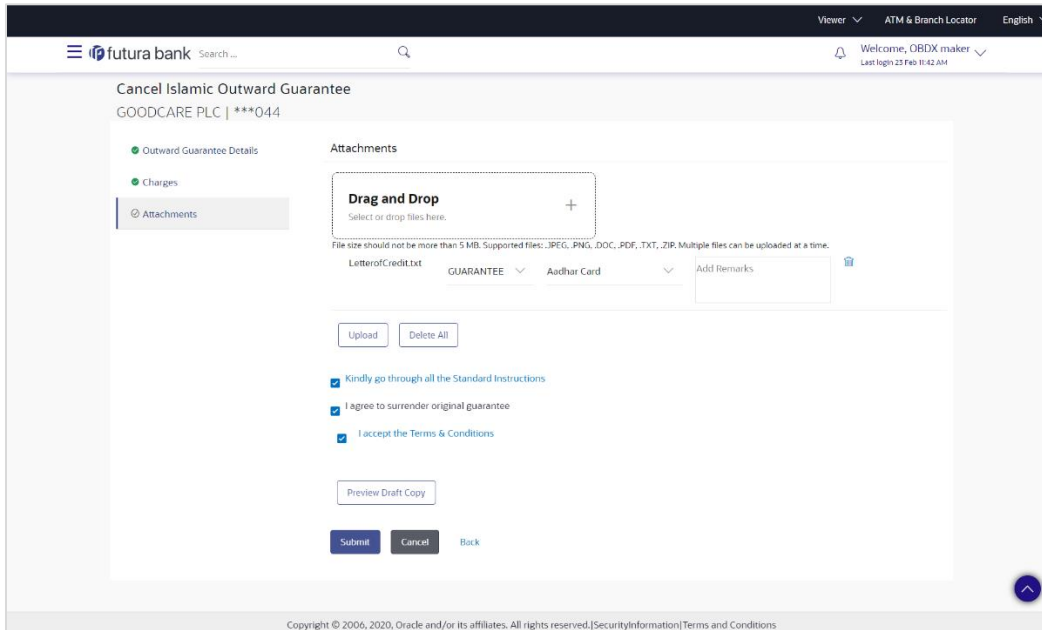 Viewer ATM & Branch Locator English
futura bank Search ... Welcome, OBDX maker
Last login 23 Feb 11:42 AM
Cancel Islamic Outward Guarantee
GOODCARE PLC | ***044
Outward Guarantee Details
Charges
Attachments
Attachments
Drag and Drop
Select or drop files here.
File size should not be more than 5 MB. Supported files: .JPEG, .PNG, .DOC, .PDF, .TXT, .ZIP. Multiple files can be uploaded at a time.
LetterofCredit.txt GUARANTEE Aadhar Card Add Remarks
Upload Delete All
Kindly go through all the Standard Instructions
I agree to surrender original guarantee
I accept the Terms & Conditions
Preview Draft Copy
Submit Cancel Back
Copyright © 2006, 2020, Oracle and/or its affiliates. All rights reserved.|SecurityInformation|Terms and Conditions